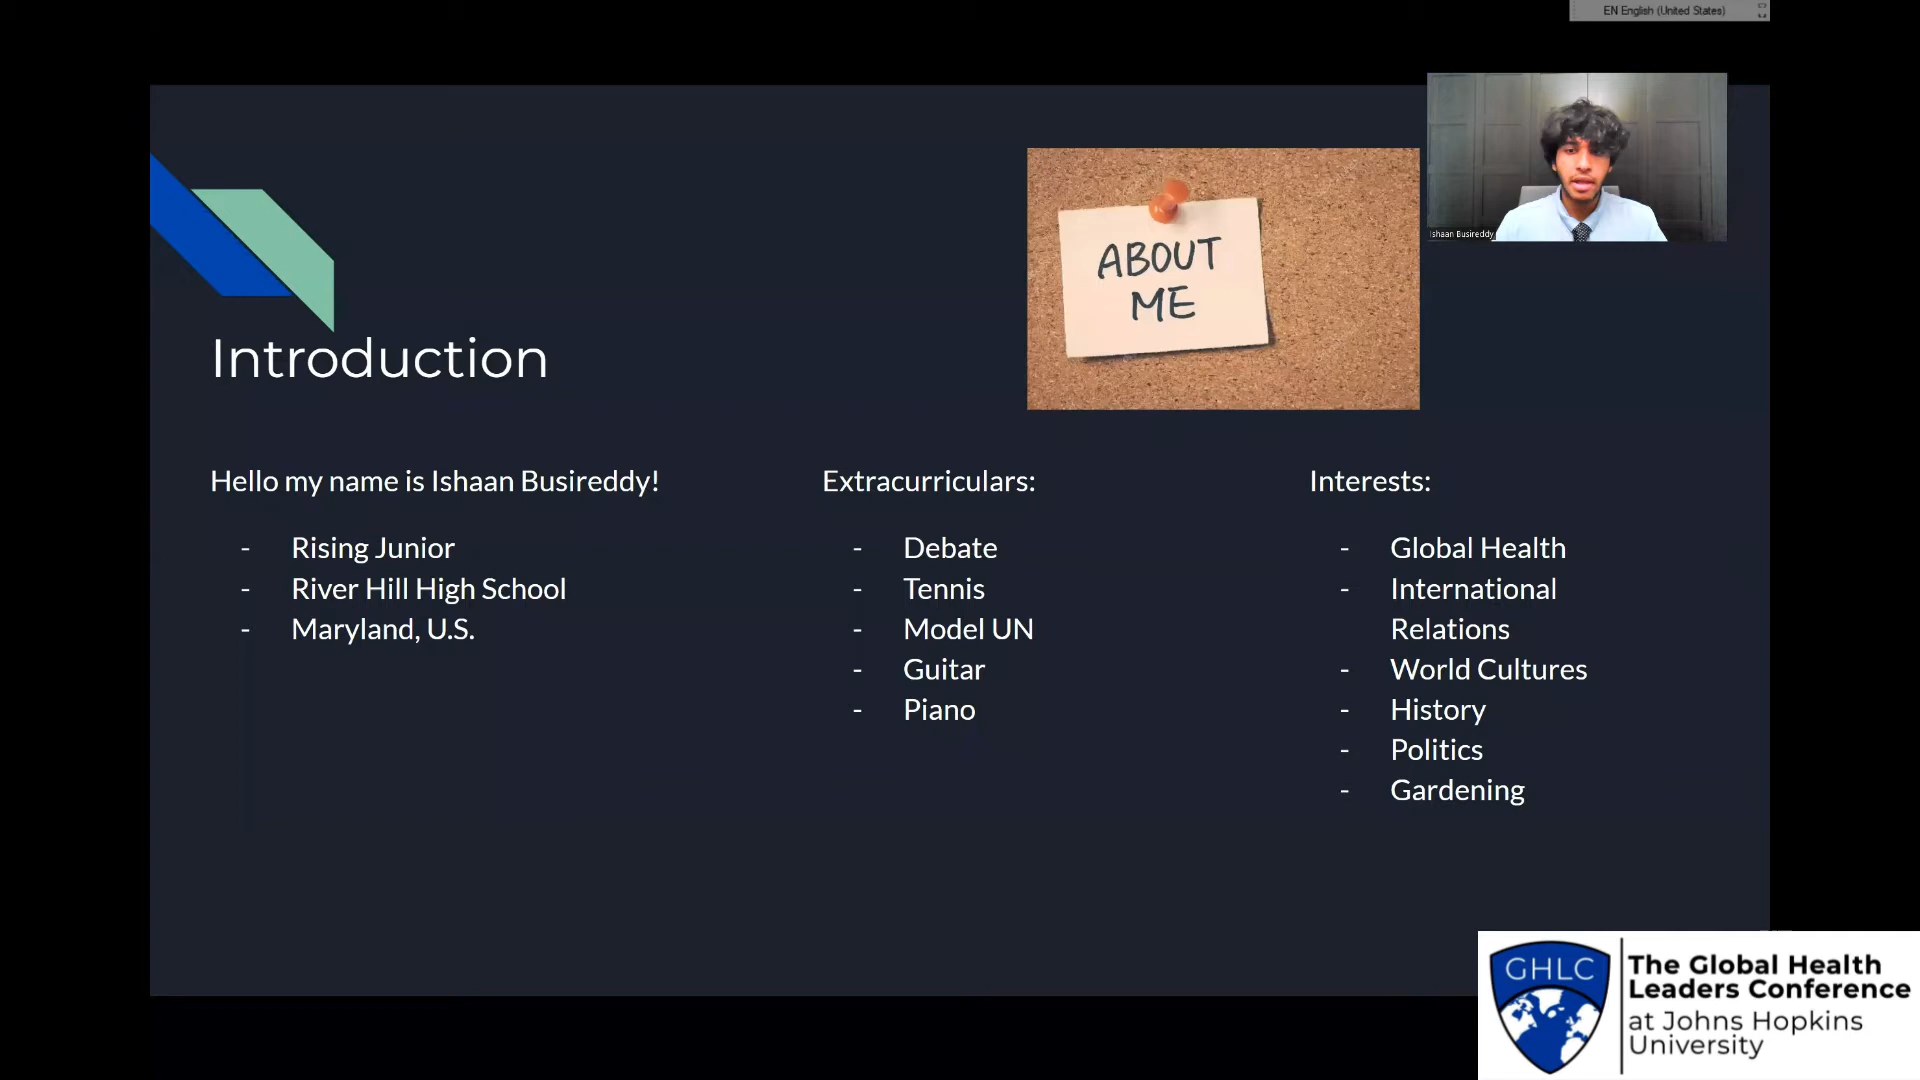 EN English (United States)
ABOUT
ME
Ishaan Busireddy
Introduction
Hello my name is Ishaan Busireddy!
- Rising Junior
- River Hill High School
- Maryland, U.S.
Extracurriculars:
- Debate
- Tennis
- Model UN
- Guitar
- Piano
Interests:
- Global Health
- International
Relations
- World Cultures
- History
- Politics
- Gardening
GHLC
The Global Health
Leaders Conference
at Johns Hopkins
University